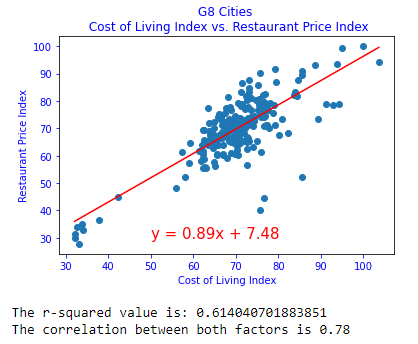 G8 Cities
Cost of Living Index vs. Restaurant Price Index
100
90
80
70
60
50
40
30
Restaurant Price Index
y = 0.89x + 7.48
30 40 50 60 70 80 90 100
Cost of Living Index
The r-squared value is: 0.614040701883851
The correlation between both factors is 0.78